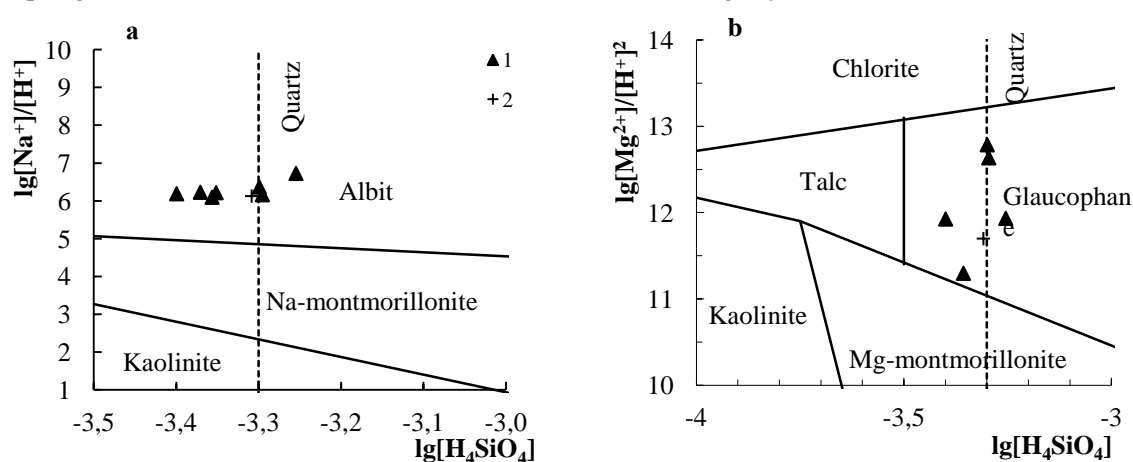 a
lg[Na⁺]/[H⁺]
10
9
8
7
6
5
4
3
2
1
1
2
Quartz
Albit
Na-montmorillonite
Kaolinite
-3,5
-3,4
-3,3
-3,2
-3,1
-3,0
lg[H₄SiO₄]
b
lg[Mg²⁺]/[H⁺]²
14
13
12
11
10
Chlorite
Quartz
Talc
Glaucophan
e
Kaolinite
Mg-montmorillonite
-4
-3,5
-3
lg[H₄SiO₄]